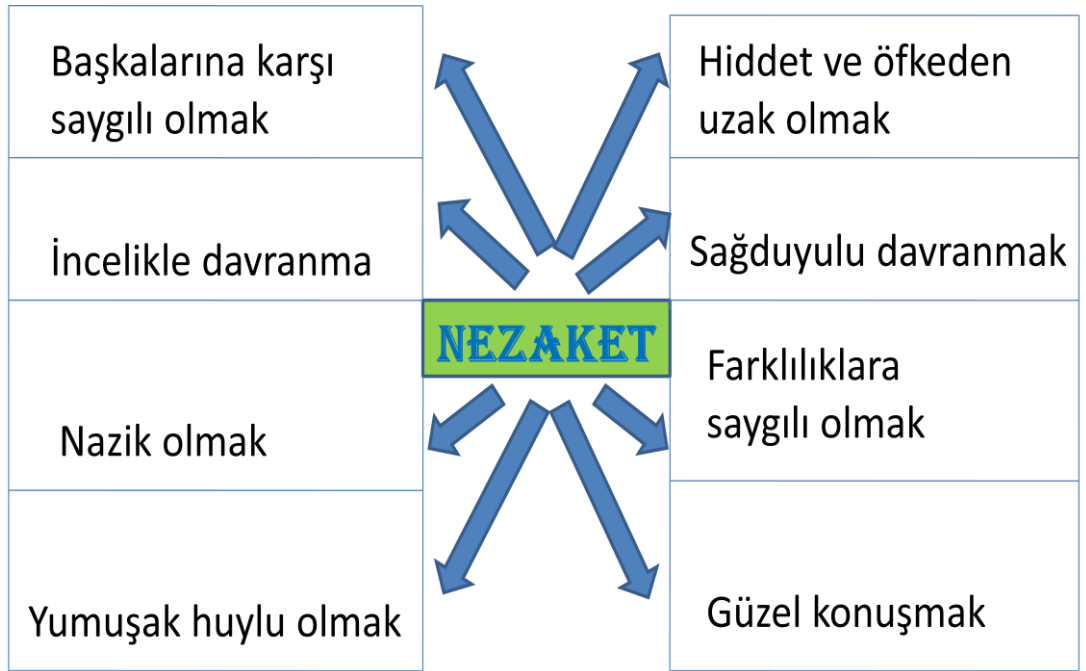 Başkalarına karşı
saygılı olmak
Hiddet ve öfkeden
uzak olmak
İncelikle davranma
Sağduyulu davranmak
NEZAKET
Nazik olmak
Farklılıklara
saygılı olmak
Yumuşak huylu olmak
Güzel konuşmak